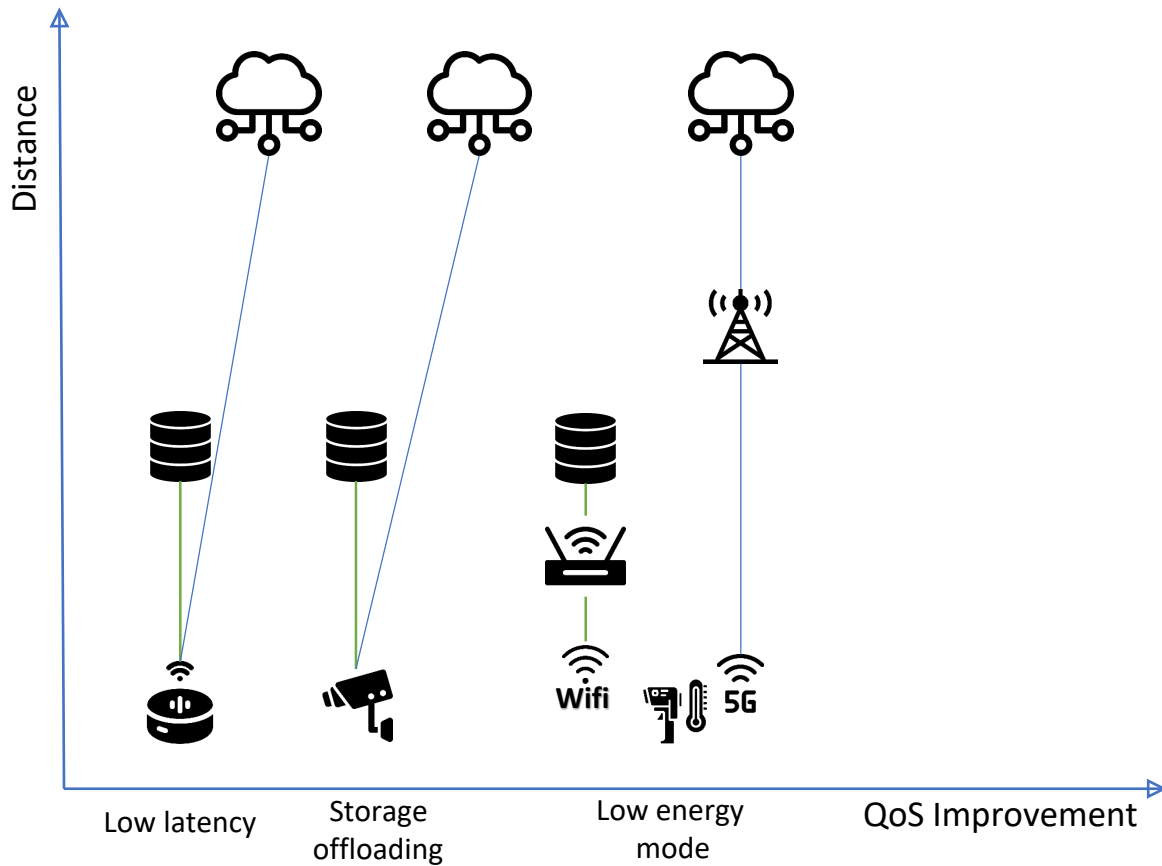 Distance
Wifi
5G
Low latency
Storage
offloading
Low energy
mode
QoS Improvement